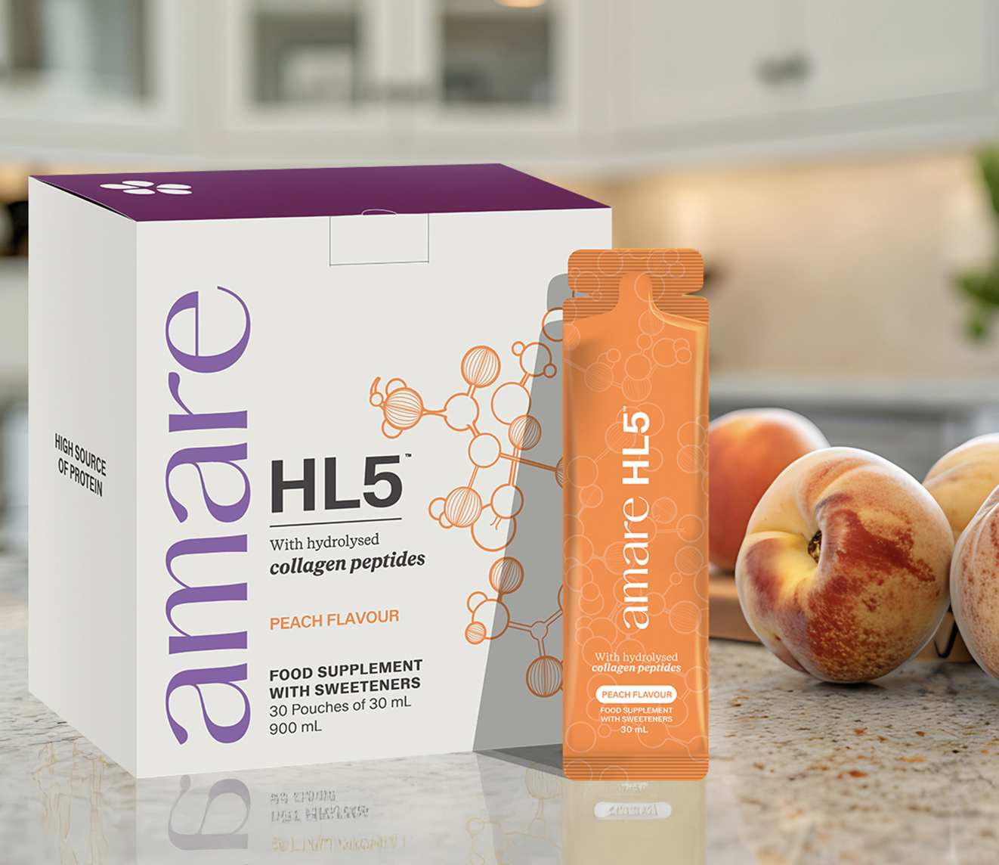 HIGH SOURCE
OF PROTEIN
amare
HL5™
With hydrolysed
collagen peptides
PEACH FLAVOUR
FOOD SUPPLEMENT
WITH SWEETENERS
30 Pouches of 30 mL
900 mL
amare HL5™
With hydrolysed
collagen peptides
PEACH FLAVOUR
FOOD SUPPLEMENT
WITH SWEETENERS
30 mL